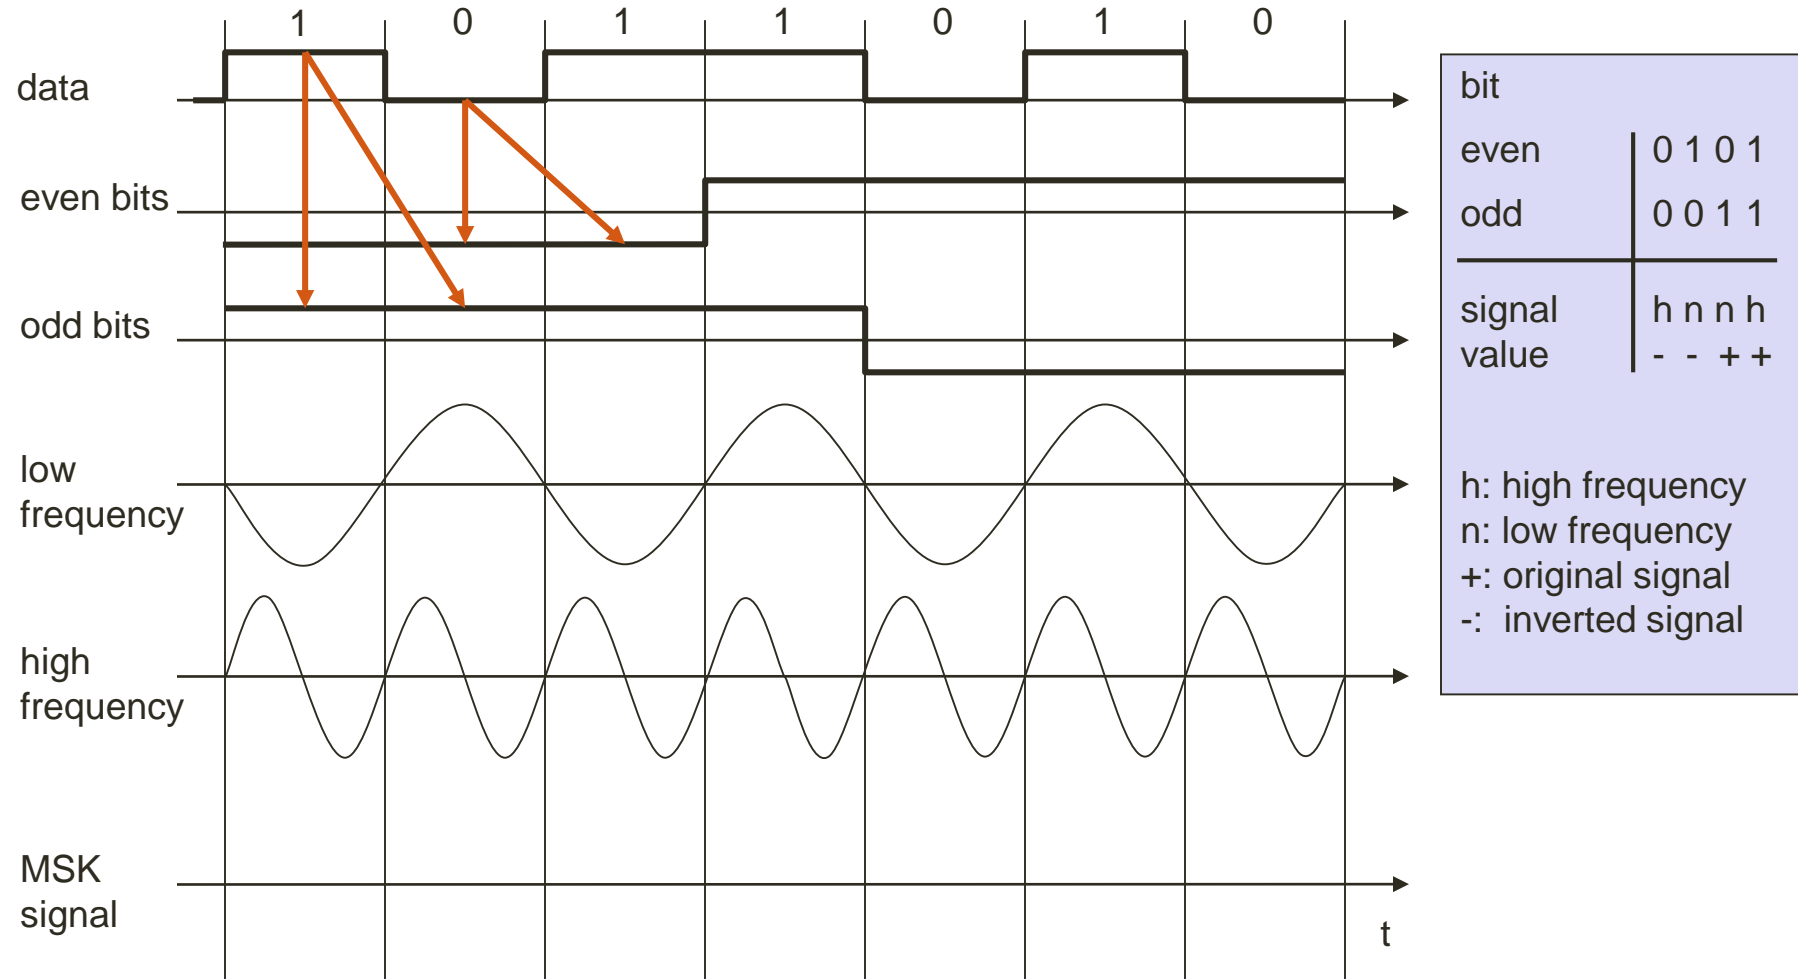 1 0 1 1 0 1 0
data
even bits
odd bits
low
frequency
high
frequency
MSK
signal
t
bit
even 0 1 0 1
odd 0 0 1 1
signal h n n h
value - - + +
h: high frequency
n: low frequency
+: original signal
-: inverted signal